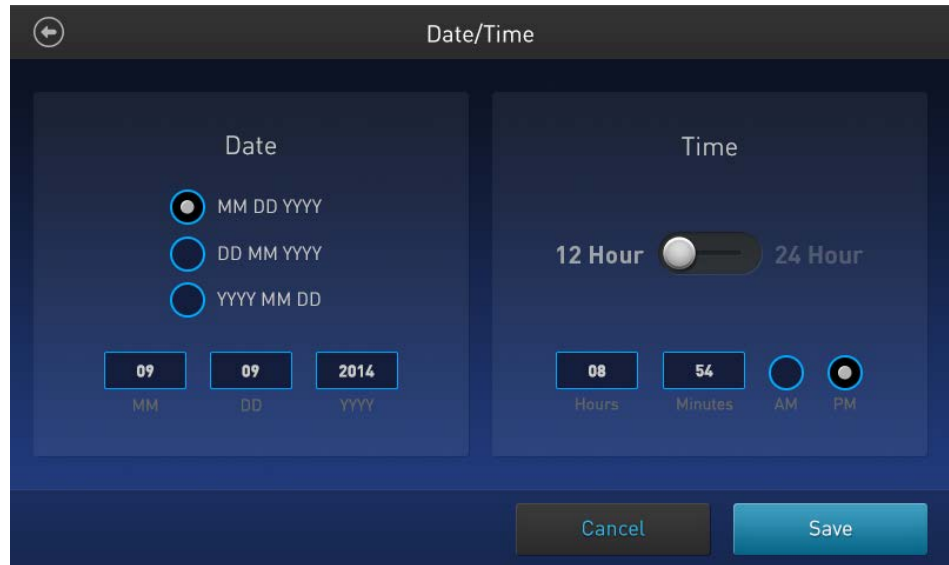 Date/Time
Date
MM DD YYYY
DD MM YYYY
YYYY MM DD
09 09 2014
MM DD YYYY
Time
12 Hour 24 Hour
08 54
Hours Minutes AM PM
Cancel Save